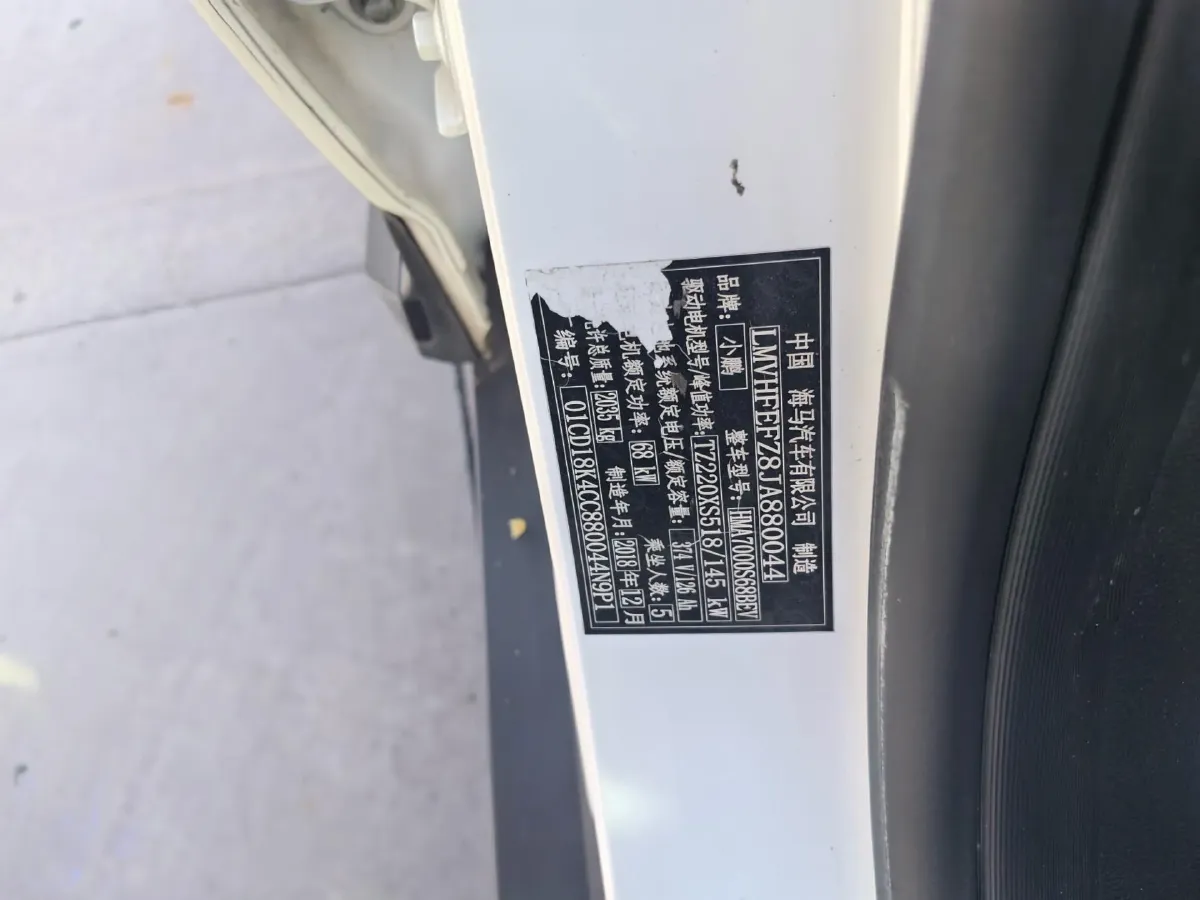 中国 海马汽车有限公司 制造
LMVHFEFZ8JA880044
品牌: 小鹏 整车型号: HMA7000S68BEV
驱动电机型号/峰值功率: TZ220XS518/145 kW
系统额定电压/额定容量: 374 V/126 Ah
机额定功率: 68 kW 乘坐人数: 5
许总质量: 2035 kg 制造年月: 2018年12月
编号: 01CD18K4CC880044N9P1